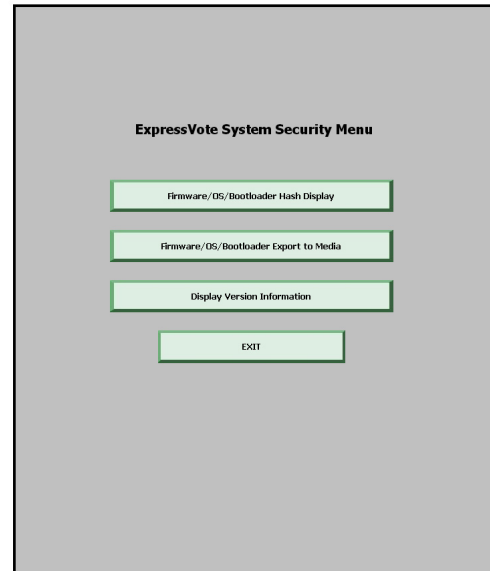 ExpressVote System Security Menu
Firmware/OS/Bootloader Hash Display
Firmware/OS/Bootloader Export to Media
Display Version Information
EXIT